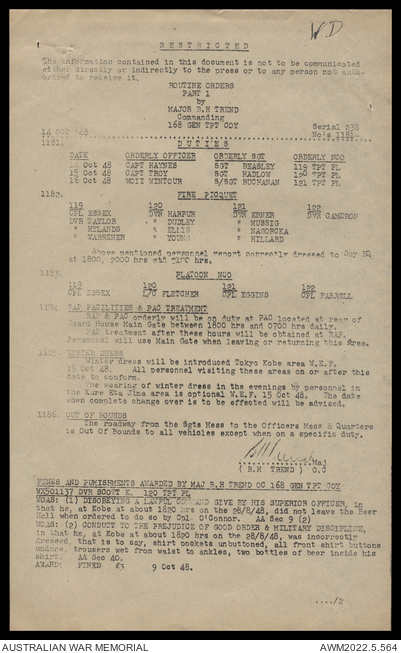 WD
RESTRICTED
The information contained in this document is not to be communicated
either directly or indirectly to the press or to any person not auth-
orised to receive it.
ROUTINE ORDERS
PART 1
by
MAJOR B.H TREND
Commanding
168 GEN TPT COY
Serial 238
14 Oct '48 No's 1181-
1181. DUTIES
DATE ORDERLY OFFICER ORDERLY SGT ORDERLY NCO
Oct 48 CAPT HAYNES SGT BEASLEY 119 TPT PL
15 Oct 48 CAPT TROY SGT HADLOW 120 TPT PL
16 Oct 48 WOII WINTOUR S/SGT BUCHANAN 121 TPT PL
1182. FIRE PICQUET
119 120 121 122
CPL ESSEX DVR HARPUR DVR EBNER DVR CAMERON
DVR TAYLOR " DUDLEY " MUSSIG
" HYLANDS " ELLIS " NAGORCKA
" WARRENER " YOUNG " HILLARD
Above mentioned personnel report correctly dressed to Coy HQ
at 1800, 2000 hrs and 2100 hrs.
1183. PLATOON NCO
119 120 121 122
CPL ESSEX L/C FLETCHER CPL EGGINS CPL FARRELL
1184 RAP FACILITIES & PAC TREATMENT
RAP & PAC orderly will be on duty at PAC located at rear of
Guard House Main Gate between 1800 hrs and 0700 hrs daily.
PAC treatment after these hours will be obtained at RAP.
Personnel will use Main Gate when leaving or returning this Area.
1185. WINTER DRESS
Winter dress will be introduced Tokyo Kobe area W.E.F.
15 Oct 48. All personnel visiting these areas on or after this
date to conform.
The wearing of winter dress in the evenings by personnel in
the Kure Eta Jima area is optional W.E.F. 15 Oct 48. The date
when complete change over is to be effected will be advised.
1186. OUT OF BOUNDS
The roadway from the Sgts Mess to the Officers Mess & Quarters
is Out Of Bounds to all vehicles except when on a specific duty.
Maj
( B.H TREND ) O.C
FINES AND PUNISHMENTS AWARDED BY MAJ B.H TREND OC 168 GEN TPT COY
WX501137 DVR SCOTT E. 120 TPT PL
WOAS: (1) DISOBEYING A LAWFUL COMMAND GIVE BY HIS SUPERIOR OFFICER, in
that he, at Kobe at about 1820 hrs on the 28/8/48, did not leave the Beer
Hall when ordered to do so by Col. O'Connor. AA Sec 9 (2)
WOAS: (2) CONDUCT TO THE PREJUDICE OF GOOD ORDER & MILITARY DISCIPLINE,
in that he, at Kobe at about 1820 hrs on the 28/8/48, was incorrectly
dressed, that is to say, shirt pockets unbuttoned, all front shirt buttons
undone, trousers wet from waist to ankles, two bottles of beer inside his
shirt. AA Sec 40.
AWARD: FINED £3 9 Oct 48.
..../2
AUSTRALIAN WAR MEMORIAL AWM2022.5.564